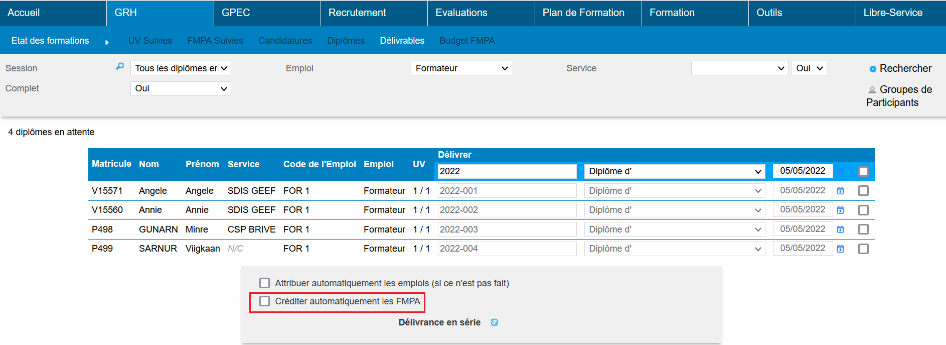 Accueil GRH GPEC Recrutement Evaluations Plan de Formation Formation Outils Libre-Service
Etat des formations UV Suivies FMPA Suivies Candidatures Diplômes Délivrables Budget FMPA
Session Tous les diplômes er Emploi Formateur Service Oui Rechercher
Complet Oui Groupes de
Participants
4 diplômes en attente
Délivrer
Matricule Nom Prénom Service Code de l'Emploi Emploi UV
2022 Diplôme d' 05/05/2022
V15571 Angele Angele SDIS GEEF FOR 1 Formateur 1 / 1 2022-001 Diplôme d' 05/05/2022
V15560 Annie Annie SDIS GEEF FOR 1 Formateur 1 / 1 2022-002 Diplôme d' 05/05/2022
P498 GUNARN Minre CSP BRIVE FOR 1 Formateur 1 / 1 2022-003 Diplôme d' 05/05/2022
P499 SARNUR Viigkaan N/C FOR 1 Formateur 1 / 1 2022-004 Diplôme d' 05/05/2022
Attribuer automatiquement les emplois (si ce n'est pas fait)
Créditer automatiquement les FMPA
Délivrance en série